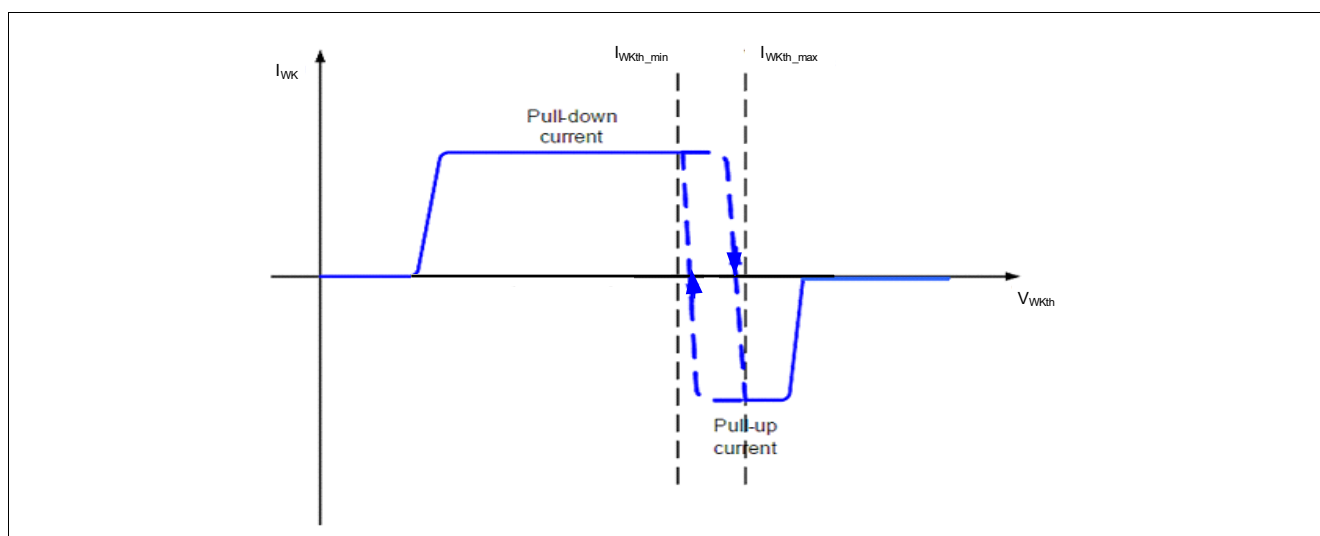 I_WKth_min
I_WKth_max
I_WK
Pull-down
current
V_WKth
Pull-up
current